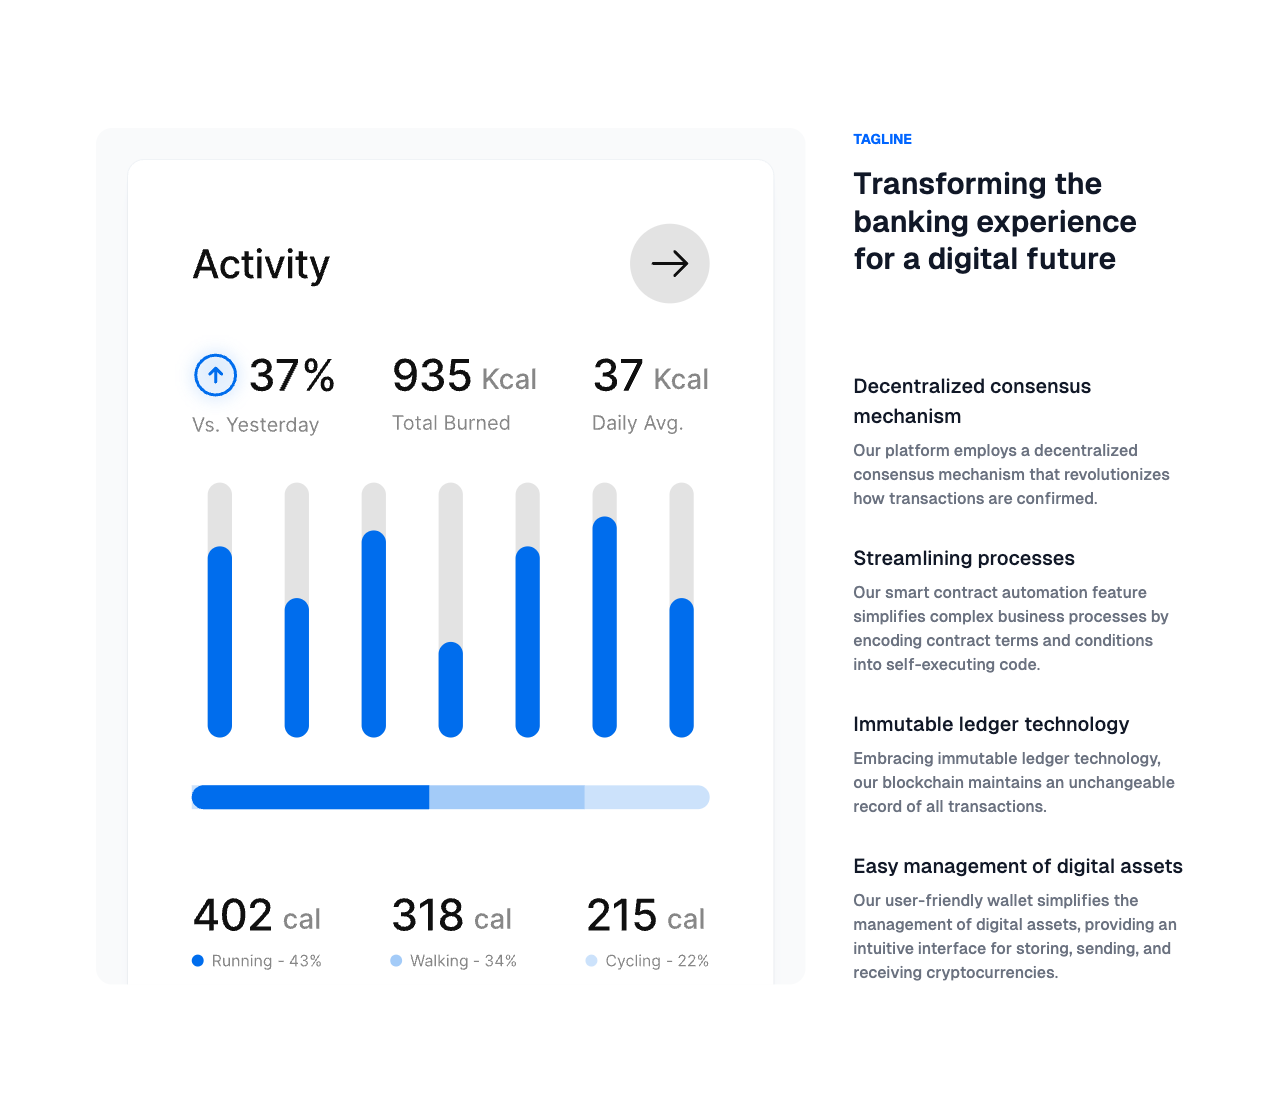 Activity
37%
Vs. Yesterday
935 Kcal
Total Burned
37 Kcal
Daily Avg.
402 cal
Running - 43%
318 cal
Walking - 34%
215 cal
Cycling - 22%
TAGLINE
Transforming the
banking experience
for a digital future
Decentralized consensus
mechanism
Our platform employs a decentralized
consensus mechanism that revolutionizes
how transactions are confirmed.
Streamlining processes
Our smart contract automation feature
simplifies complex business processes by
encoding contract terms and conditions
into self-executing code.
Immutable ledger technology
Embracing immutable ledger technology,
our blockchain maintains an unchangeable
record of all transactions.
Easy management of digital assets
Our user-friendly wallet simplifies the
management of digital assets, providing an
intuitive interface for storing, sending, and
receiving cryptocurrencies.